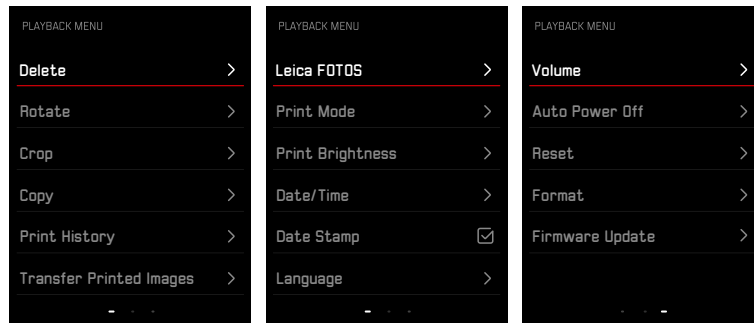 PLAYBACK MENU
Delete
Rotate
Crop
Copy
Print History
Transfer Printed Images
PLAYBACK MENU
Leica FOTOS
Print Mode
Print Brightness
Date/Time
Date Stamp
Language
PLAYBACK MENU
Volume
Auto Power Off
Reset
Format
Firmware Update